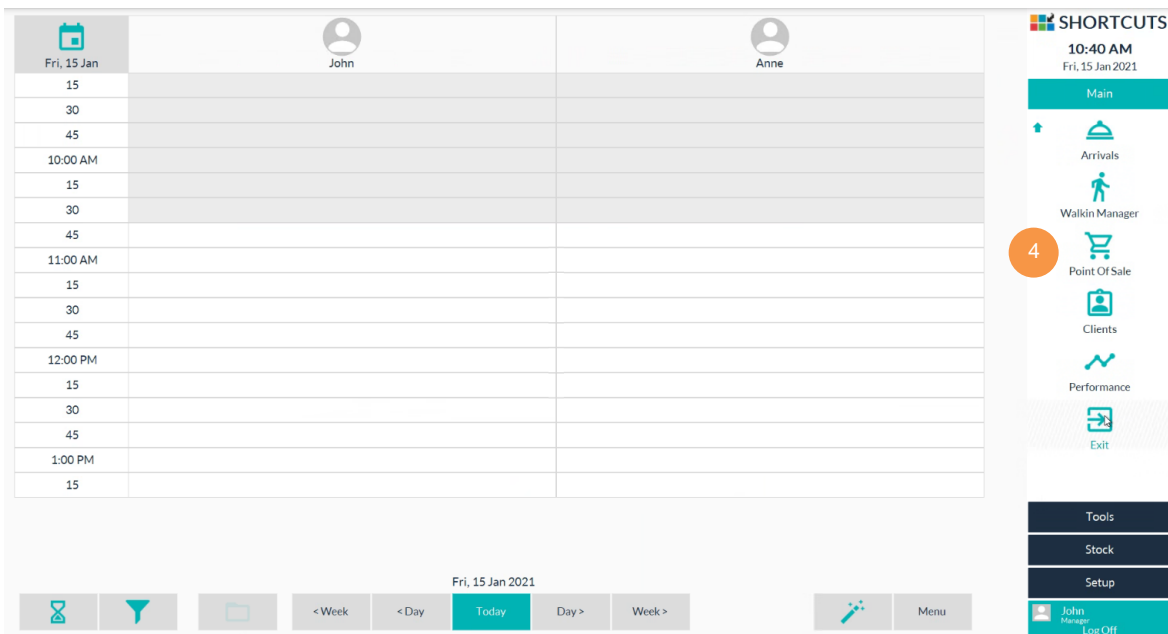 Fri, 15 Jan
John
Anne
15
30
45
10:00 AM
15
30
45
11:00 AM
15
30
45
12:00 PM
15
30
45
1:00 PM
15
Fri, 15 Jan 2021
< Week
< Day
Today
Day >
Week >
Menu
SHORTCUTS
10:40 AM
Fri, 15 Jan 2021
Main
Arrivals
Walkin Manager
4
Point Of Sale
Clients
Performance
Exit
Tools
Stock
Setup
John
Manager
Log Off